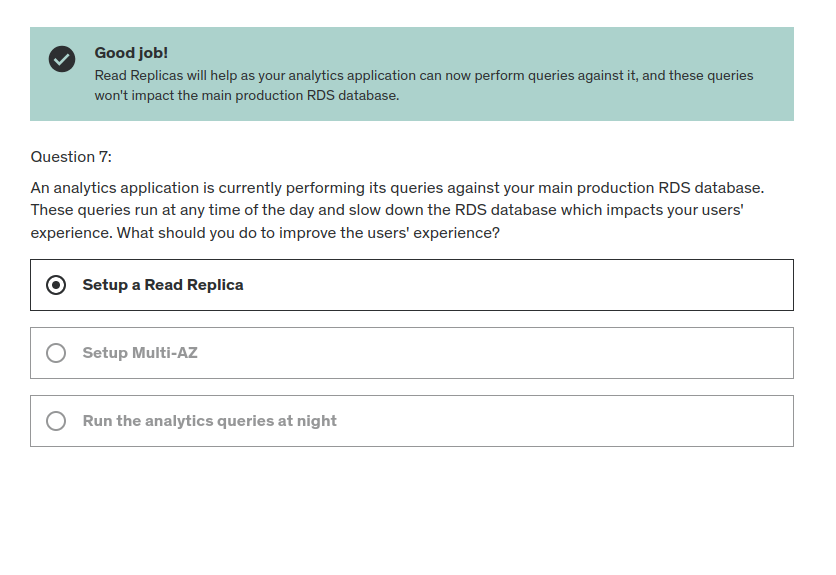 Good job!
Read Replicas will help as your analytics application can now perform queries against it, and these queries
won't impact the main production RDS database.
Question 7:
An analytics application is currently performing its queries against your main production RDS database.
These queries run at any time of the day and slow down the RDS database which impacts your users'
experience. What should you do to improve the users' experience?
Setup a Read Replica
Setup Multi-AZ
Run the analytics queries at night